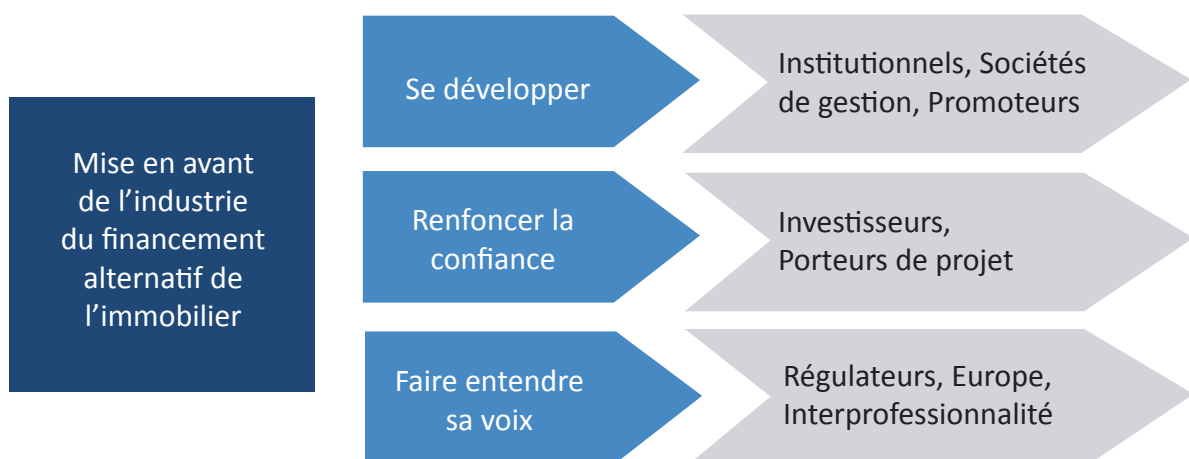 Mise en avant
de l’industrie
du financement
alternatif de
l’immobilier
Se développer
Institutionnels, Sociétés
de gestion, Promoteurs
Renfoncer la
confiance
Investisseurs,
Porteurs de projet
Faire entendre
sa voix
Régulateurs, Europe,
Interprofessionnalité